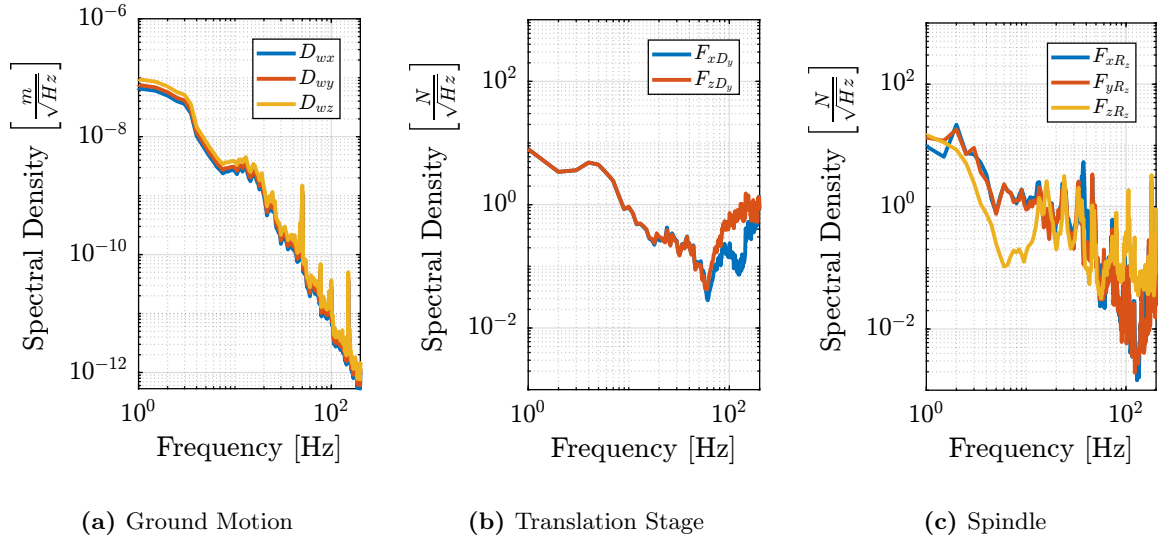 Spectral Density [m/√Hz]
10^-6
10^-8
10^-10
10^-12
D_wx
D_wy
D_wz
10^0
10^2
Frequency [Hz]
(a) Ground Motion
Spectral Density [N/√Hz]
10^2
10^0
10^-2
F_xD_y
F_zD_y
10^0
10^2
Frequency [Hz]
(b) Translation Stage
Spectral Density [N/√Hz]
10^2
10^0
10^-2
F_xR_z
F_yR_z
F_zR_z
10^0
10^2
Frequency [Hz]
(c) Spindle